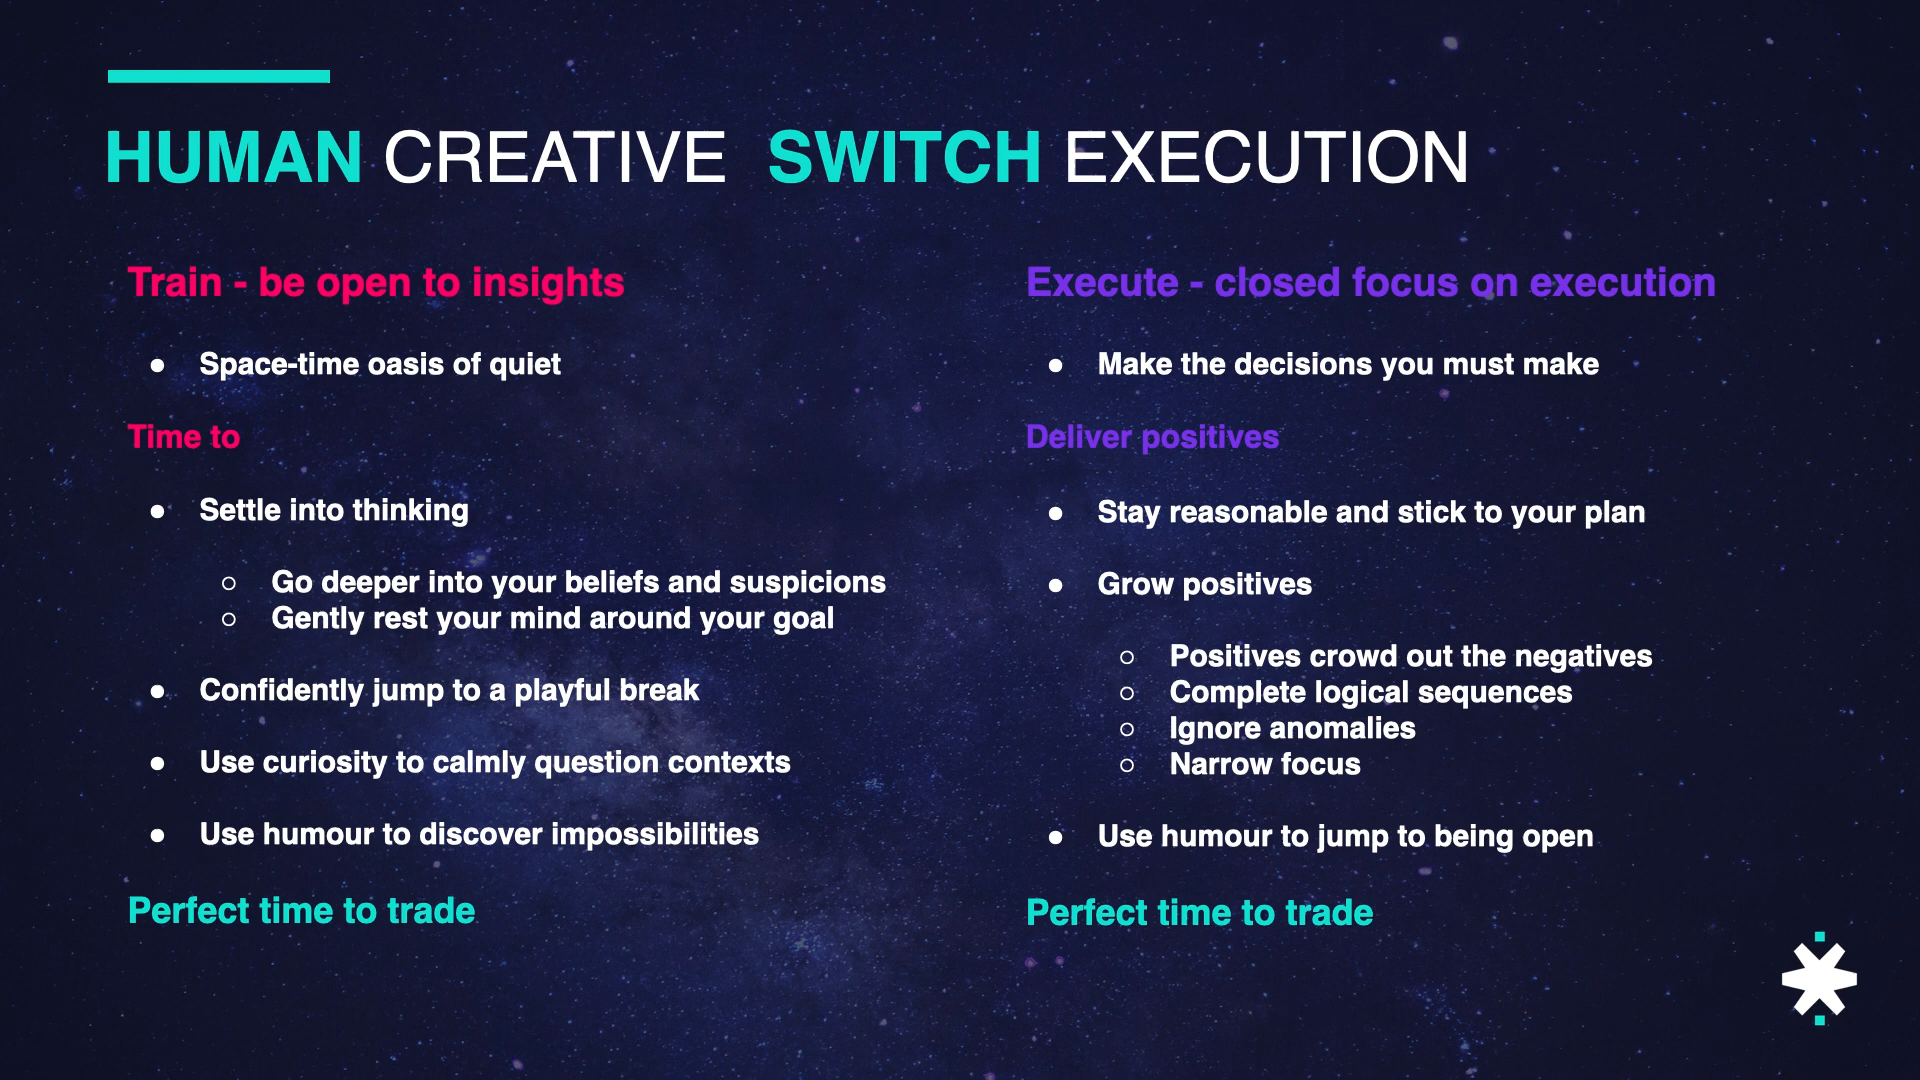 HUMAN CREATIVE SWITCH EXECUTION
Train - be open to insights
● Space-time oasis of quiet
Time to
● Settle into thinking
○ Go deeper into your beliefs and suspicions
○ Gently rest your mind around your goal
● Confidently jump to a playful break
● Use curiosity to calmly question contexts
● Use humour to discover impossibilities
Perfect time to trade
Execute - closed focus on execution
● Make the decisions you must make
Deliver positives
● Stay reasonable and stick to your plan
● Grow positives
○ Positives crowd out the negatives
○ Complete logical sequences
○ Ignore anomalies
○ Narrow focus
● Use humour to jump to being open
Perfect time to trade